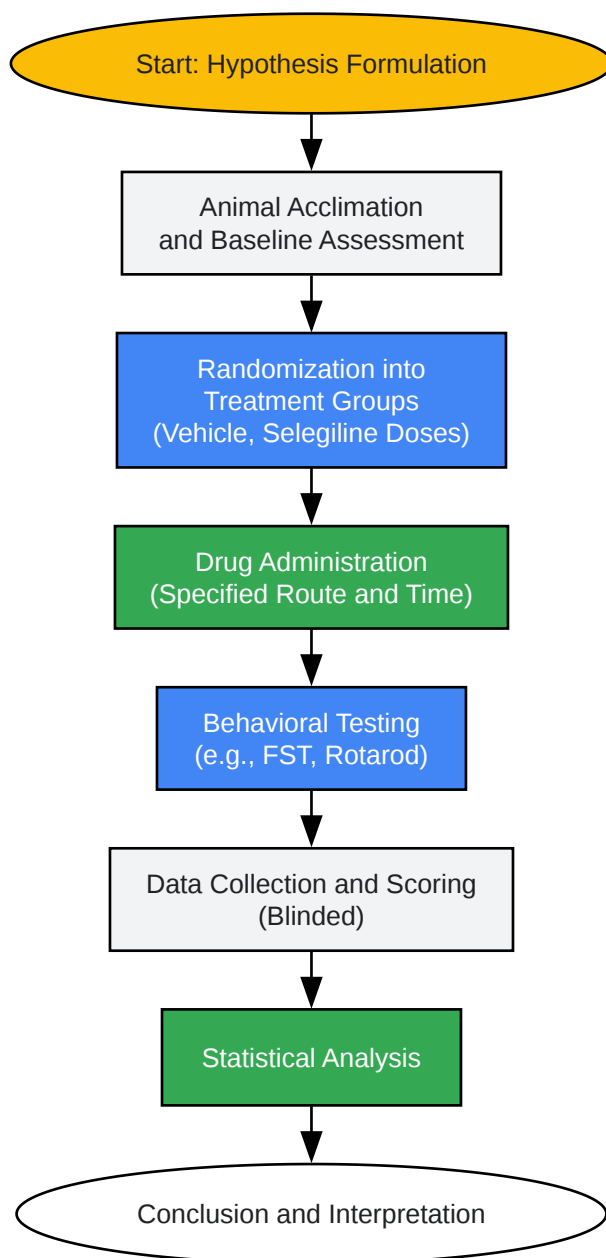 Start: Hypothesis Formulation
Animal Acclimation
and Baseline Assessment
Randomization into
Treatment Groups
(Vehicle, Selegiline Doses)
Drug Administration
(Specified Route and Time)
Behavioral Testing
(e.g., FST, Rotarod)
Data Collection and Scoring
(Blinded)
Statistical Analysis
Conclusion and Interpretation